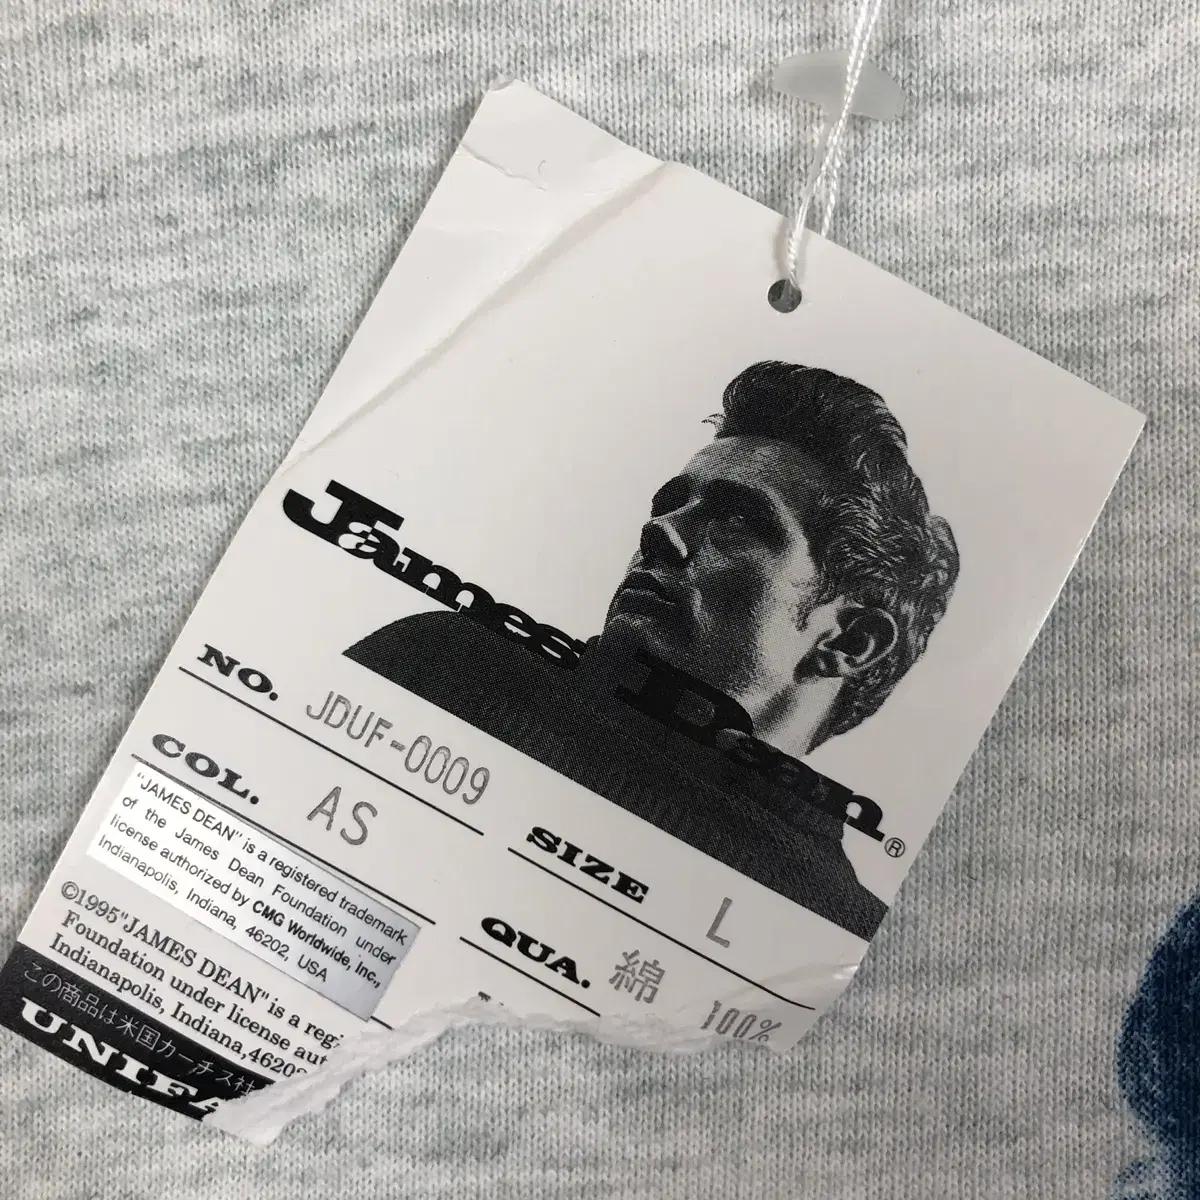 James Dean®
NO. JDUF-0009
COL. AS
SIZE L
QUA. 綿 100%
"JAMES DEAN" is a registered trademark
of the James Dean Foundation under
license authorized by CMG Worldwide, Inc.,
Indianapolis, Indiana, 46202, USA
©1995 "JAMES DEAN" is a reg
Foundation under license aut
Indianapolis, Indiana, 4620
この商品は米国カーチス社
UNIF